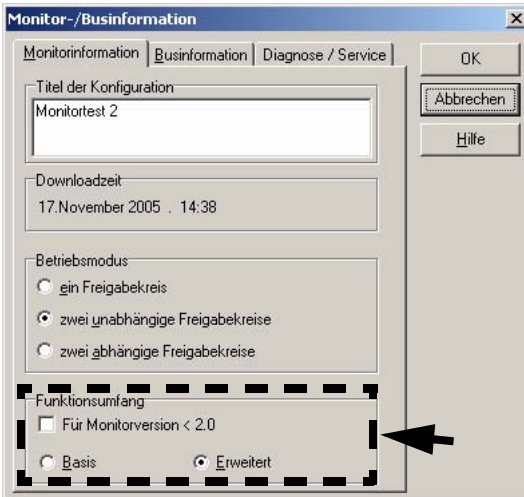 Monitor-/Businformation
Monitorinformation Businformation Diagnose / Service
OK
Abbrechen
Hilfe
Titel der Konfiguration
Monitortest 2
Downloadzeit
17.November 2005 . 14:38
Betriebsmodus
ein Freigabekreis
zwei unabhängige Freigabekreise
zwei abhängige Freigabekreise
Funktionsumfang
Für Monitorversion < 2.0
Basis Erweitert